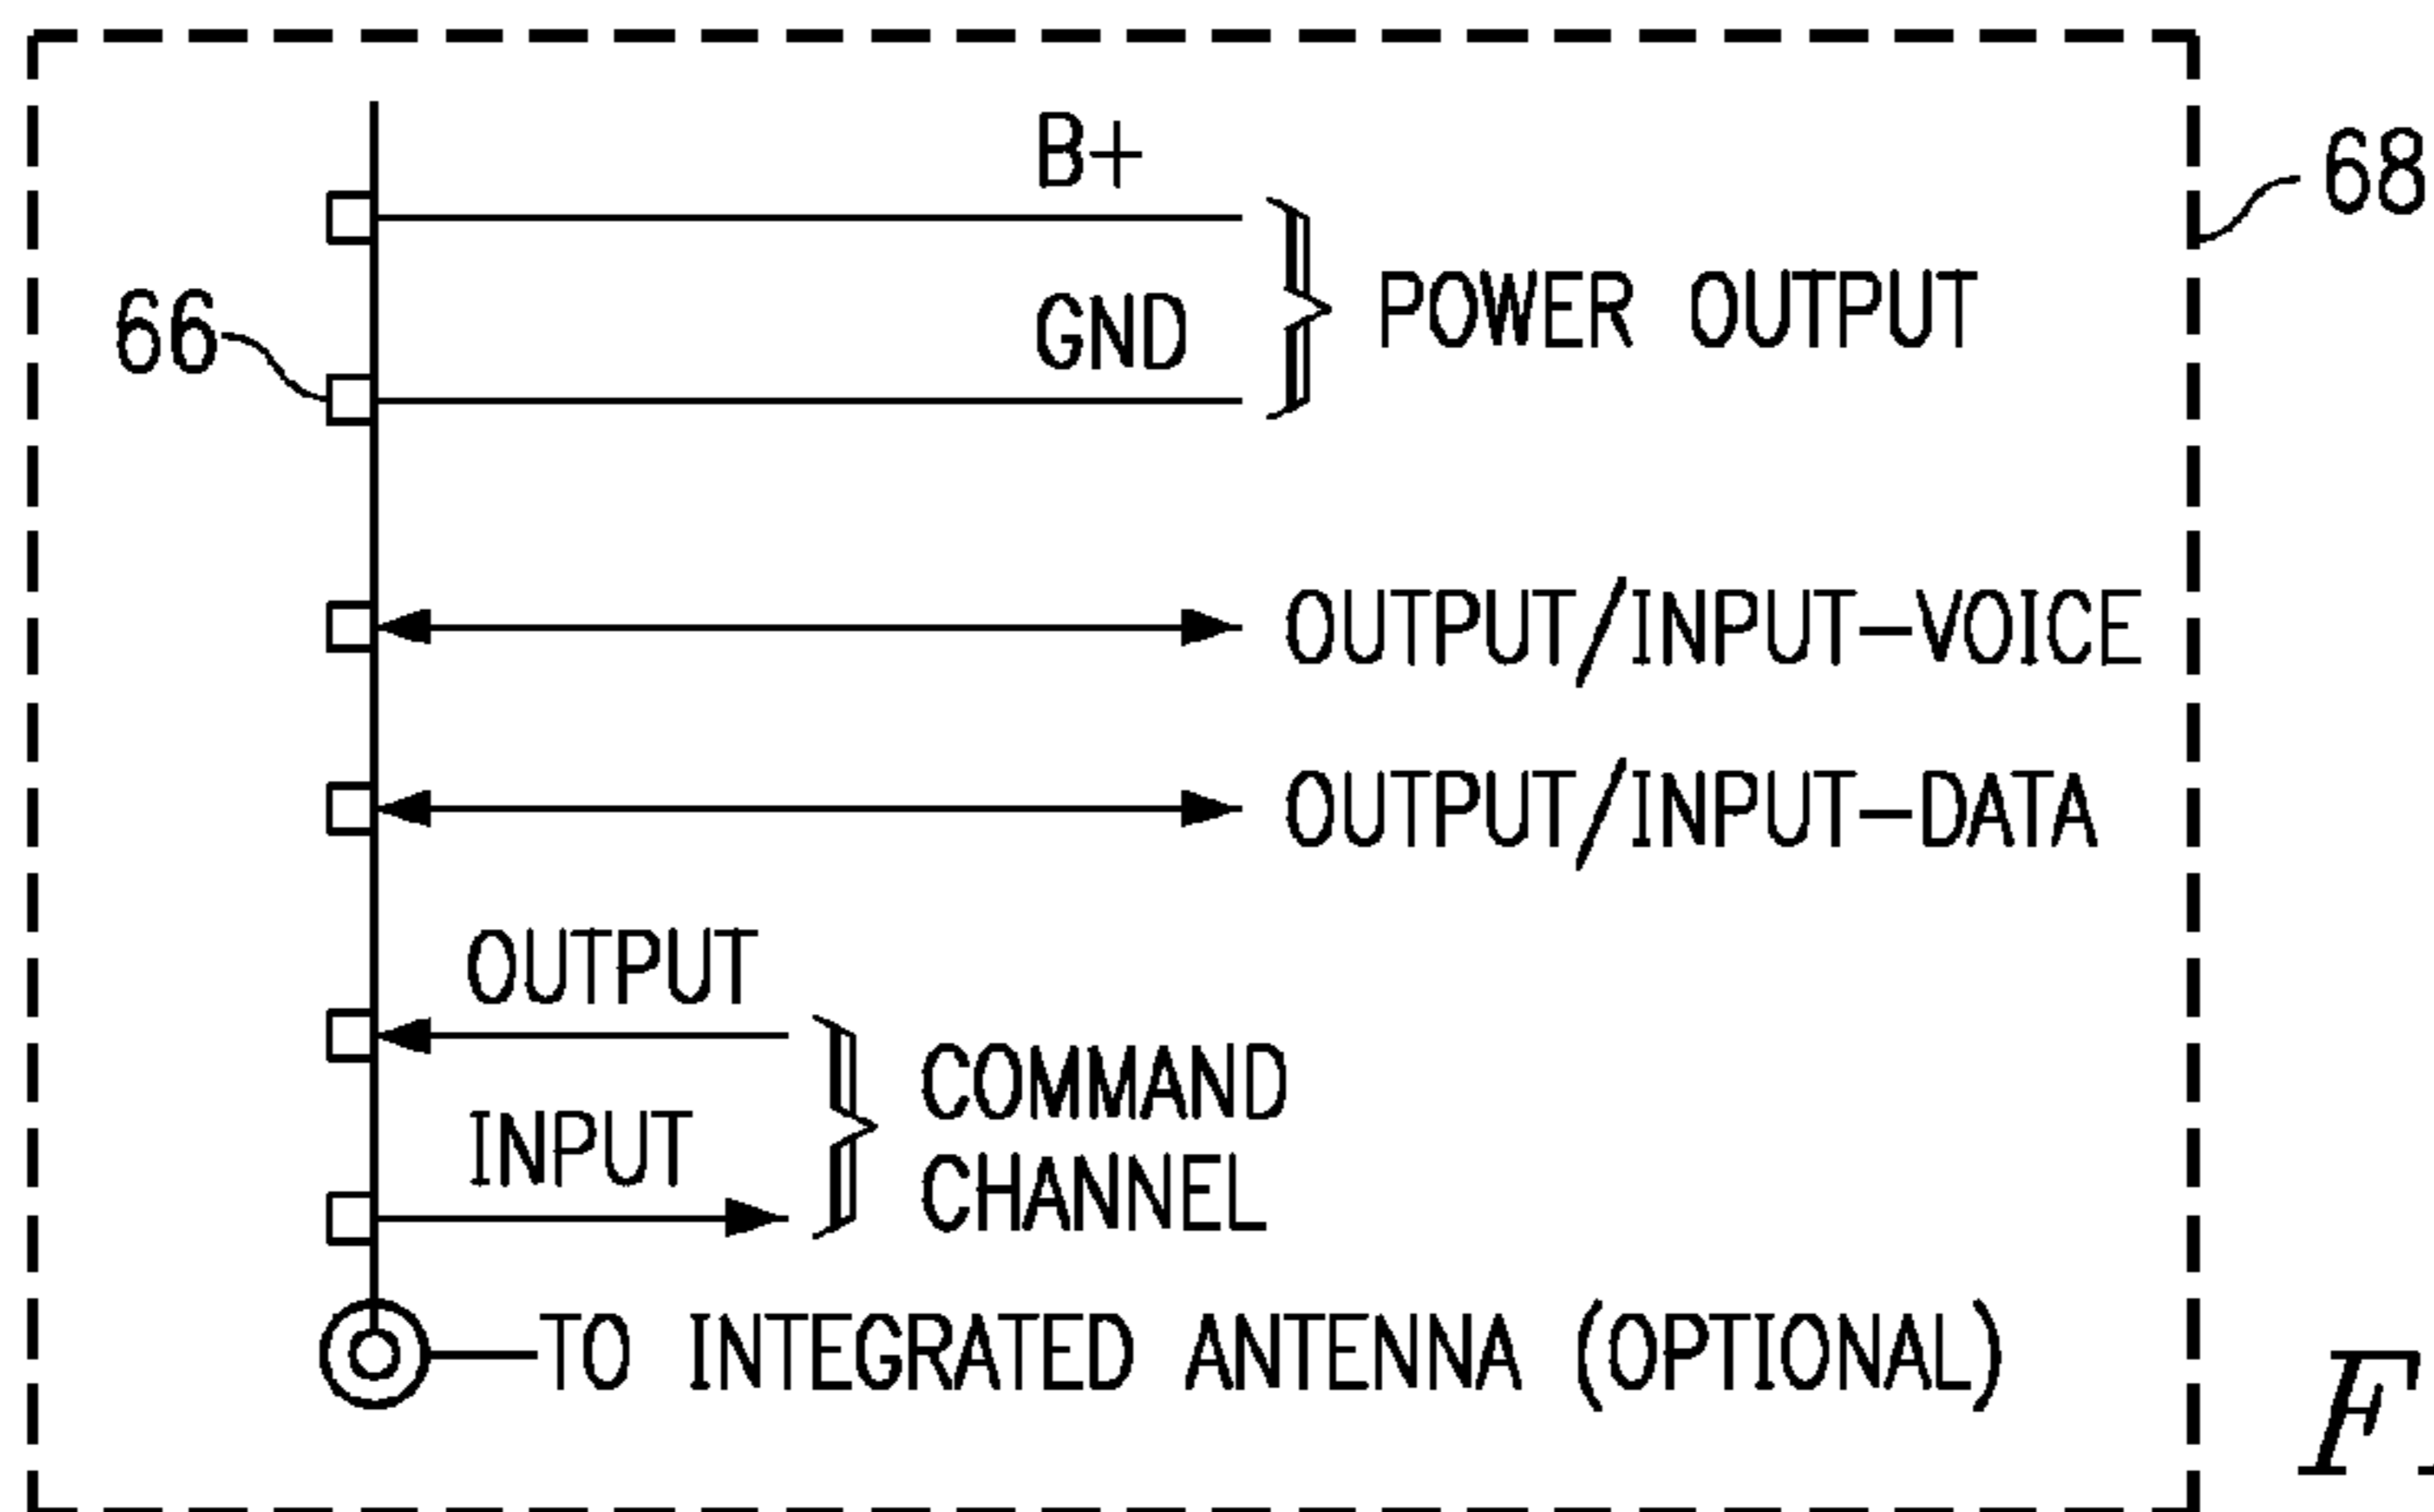 B+
68
POWER OUTPUT
GND
66
OUTPUT/INPUT-VOICE
OUTPUT/INPUT-DATA
OUTPUT
COMMAND
CHANNEL
INPUT
TO INTEGRATED ANTENNA (OPTIONAL)